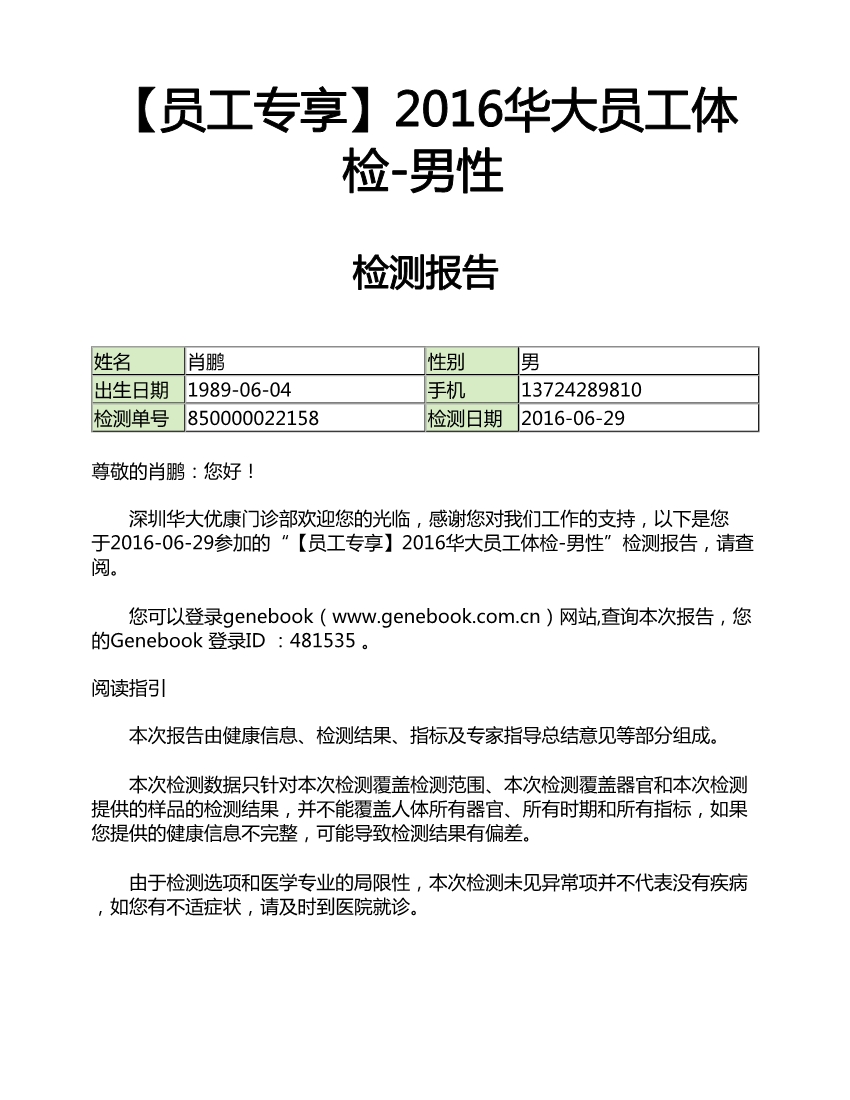 【员工专享】2016华大员工体
检-男性
检测报告
姓名 肖鹏 性别 男
出生日期 1989-06-04 手机 13724289810
检测单号 850000022158 检测日期 2016-06-29
尊敬的肖鹏：您好！
深圳华大优康门诊部欢迎您的光临，感谢您对我们工作的支持，以下是您
于2016-06-29参加的“【员工专享】2016华大员工体检-男性”检测报告，请查
阅。
您可以登录genebook（www.genebook.com.cn）网站,查询本次报告，您
的Genebook 登录ID ：481535 。
阅读指引
本次报告由健康信息、检测结果、指标及专家指导总结意见等部分组成。
本次检测数据只针对本次检测覆盖检测范围、本次检测覆盖器官和本次检测
提供的样品的检测结果，并不能覆盖人体所有器官、所有时期和所有指标，如果
您提供的健康信息不完整，可能导致检测结果有偏差。
由于检测选项和医学专业的局限性，本次检测未见异常项并不代表没有疾病
，如您有不适症状，请及时到医院就诊。